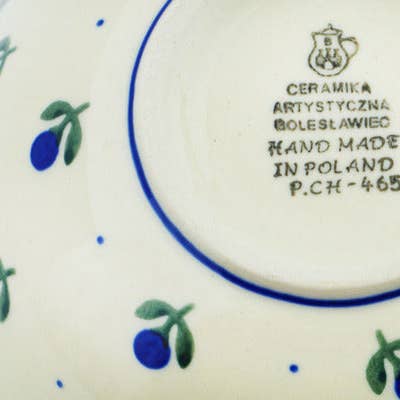 B
CERAMIKA
ARTYSTYCZNA
BOLESŁAWIEC
HAND MADE
IN POLAND
P.CH-465